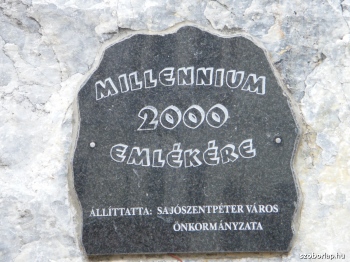 MILLENNIUM
2000
EMLÉKÉRE
ÁLLÍTTATTA: SAJÓSZENTPÉTER VÁROS
ÖNKORMÁNYZATA
szoborlap.hu